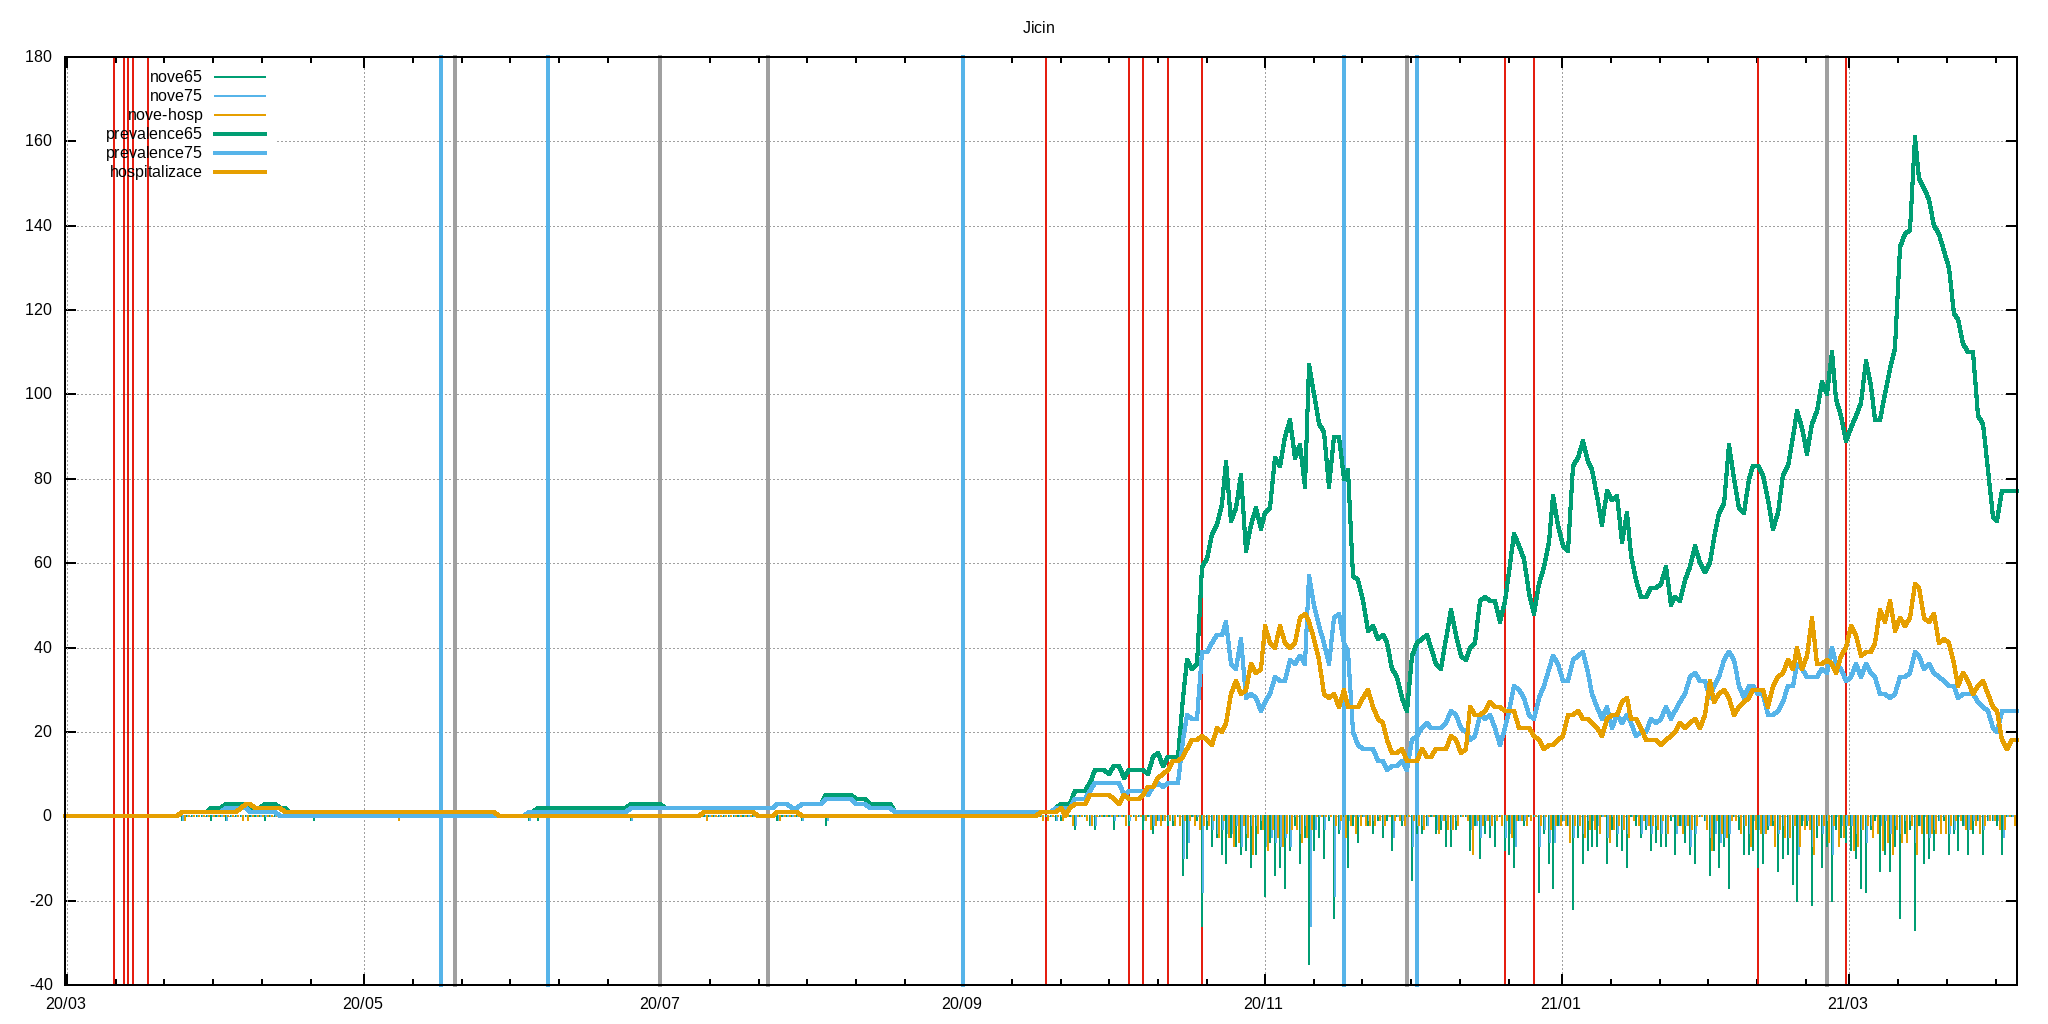 Jicin
180
nove65
nove75
nove-hosp
prevalence65
prevalence75
hospitalizace
160
140
120
100
80
60
40
20
0
-20
-40
20/03 20/05 20/07 20/09 20/11 21/01 21/03